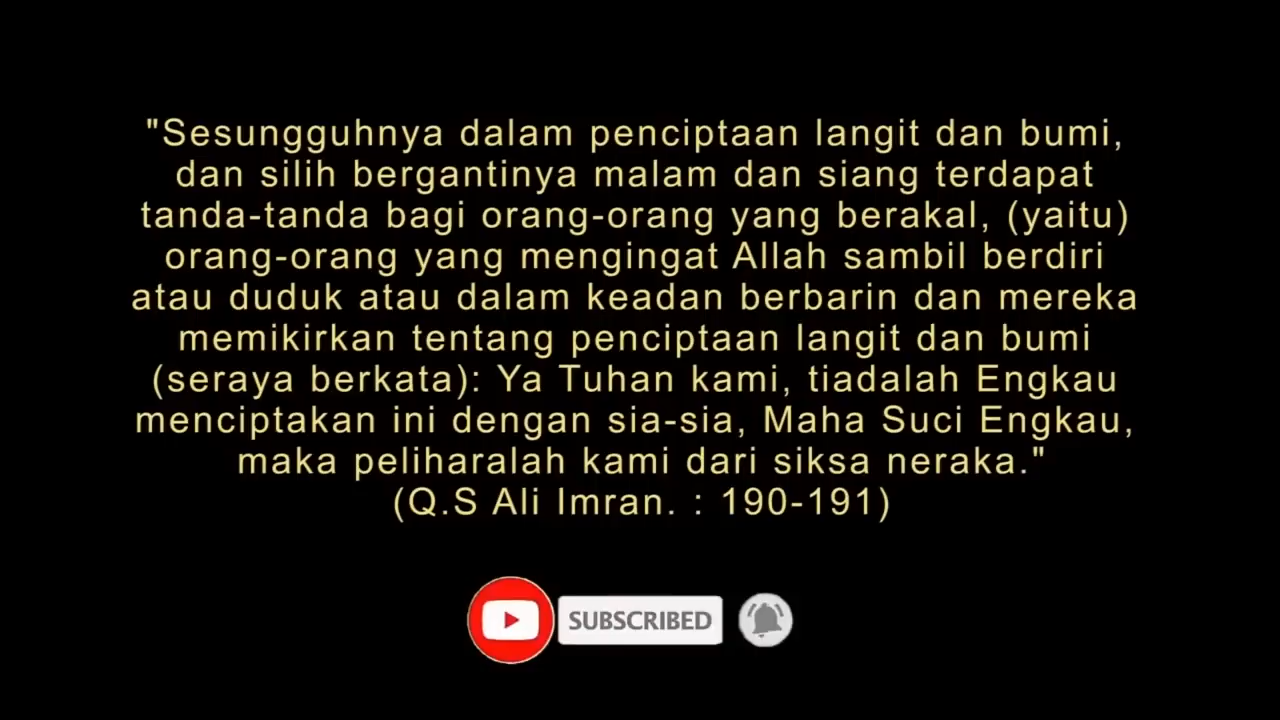 "Sesungguhnya dalam penciptaan langit dan bumi,
dan silih bergantinya malam dan siang terdapat
tanda-tanda bagi orang-orang yang berakal, (yaitu)
orang-orang yang mengingat Allah sambil berdiri
atau duduk atau dalam keadan berbarin dan mereka
memikirkan tentang penciptaan langit dan bumi
(seraya berkata): Ya Tuhan kami, tiadalah Engkau
menciptakan ini dengan sia-sia, Maha Suci Engkau,
maka peliharalah kami dari siksa neraka."
(Q.S Ali Imran. : 190-191)
SUBSCRIBED